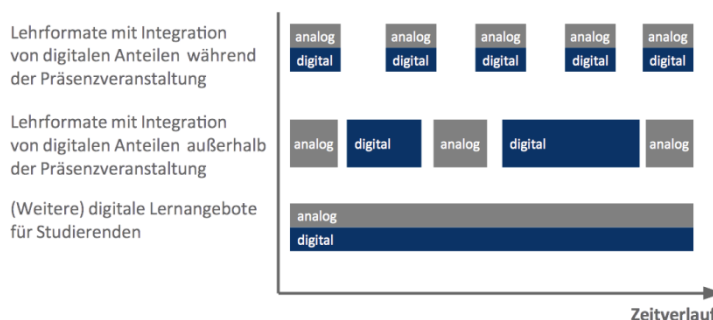 Lehrformate mit Integration
von digitalen Anteilen während
der Präsenzveranstaltung
analog analog analog analog analog
digital digital digital digital digital
Lehrformate mit Integration
von digitalen Anteilen außerhalb
der Präsenzveranstaltung
analog digital analog digital analog
(Weitere) digitale Lernangebote
für Studierenden
analog
digital
Zeitverlauf